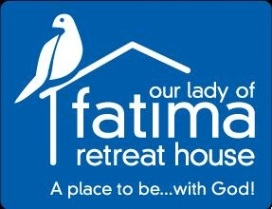 our lady of
fatima
retreat house
A place to be...with God!